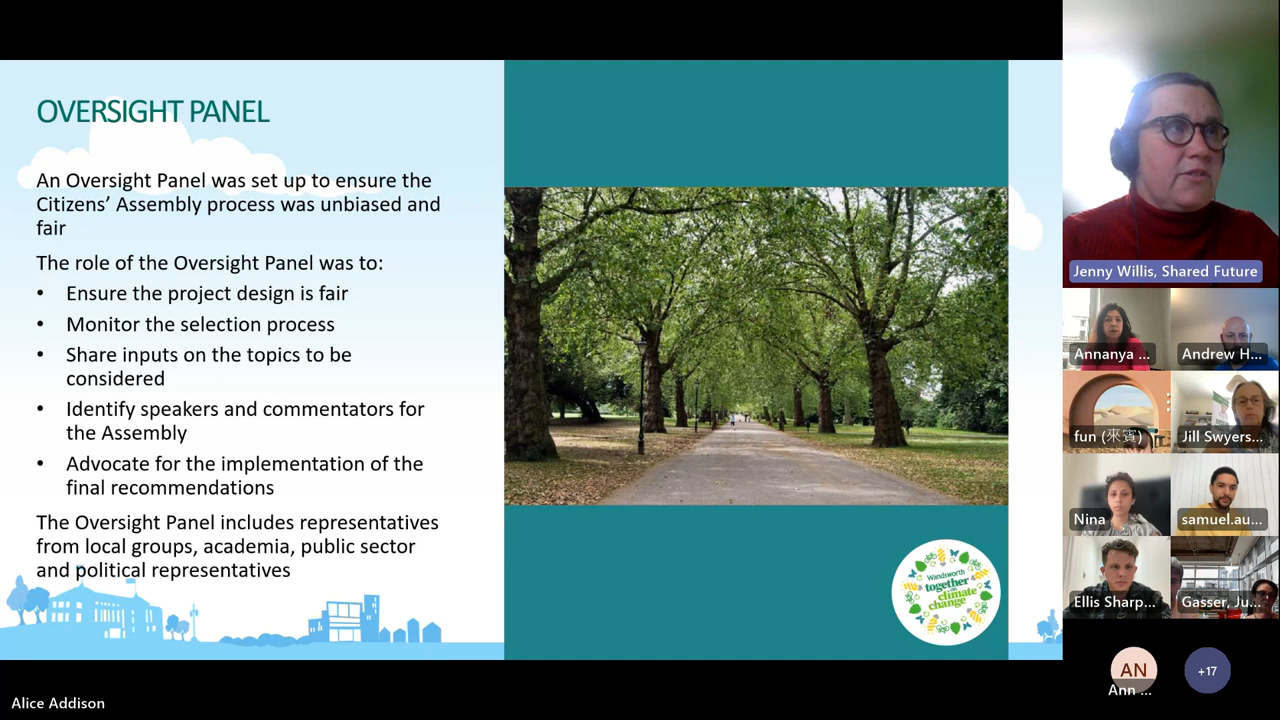 OVERSIGHT PANEL
An Oversight Panel was set up to ensure the
Citizens’ Assembly process was unbiased and
fair
The role of the Oversight Panel was to:
• Ensure the project design is fair
• Monitor the selection process
• Share inputs on the topics to be
considered
• Identify speakers and commentators for
the Assembly
• Advocate for the implementation of the
final recommendations
The Oversight Panel includes representatives
from local groups, academia, public sector
and political representatives
Wandsworth
together
on
climate
change
Alice Addison
Jenny Willis, Shared Future
Annanya ...
Andrew H...
fun (來賓)
Jill Swyers...
Nina
samuel.au...
Ellis Sharp...
Gasser, Ju...
AN
Ann ...
+17